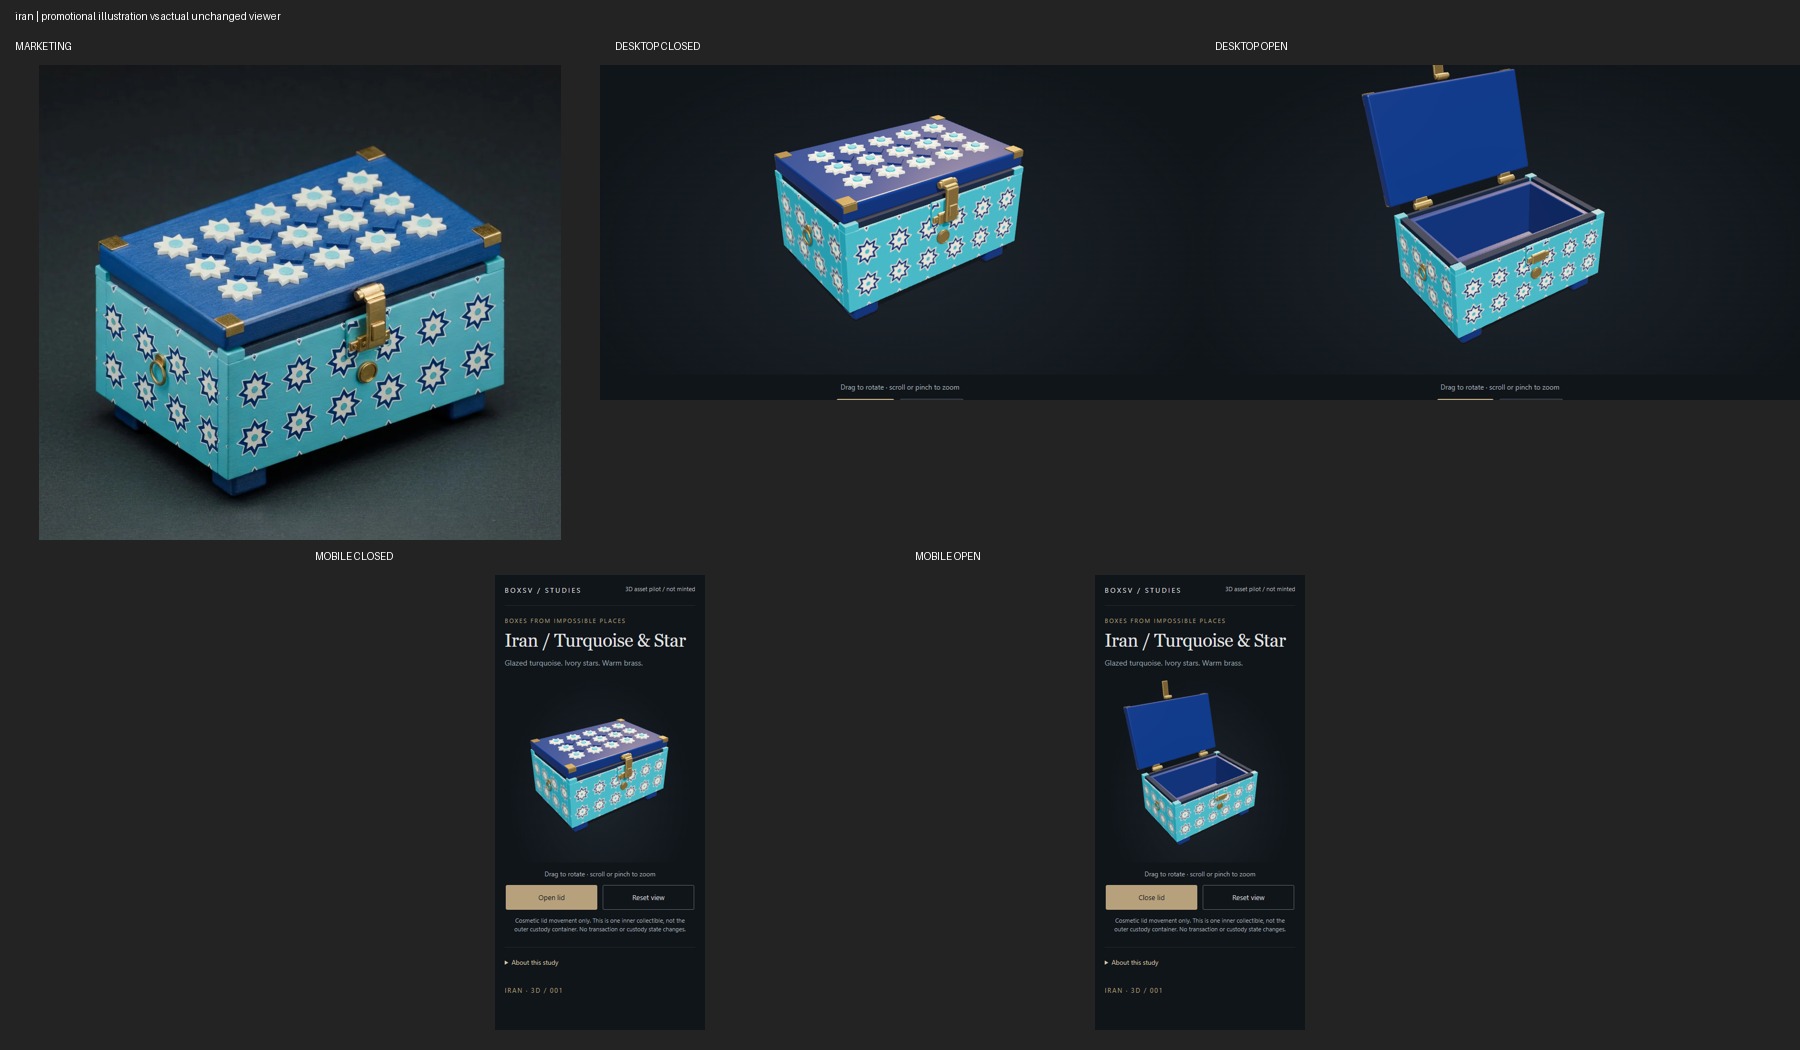 iran | promotional illustration vs actual unchanged viewer
MARKETING
DESKTOP CLOSED
DESKTOP OPEN
Drag to rotate · scroll or pinch to zoom
Drag to rotate · scroll or pinch to zoom
MOBILE CLOSED
MOBILE OPEN
BOXSV / STUDIES
3D asset pilot / not minted
BOXES FROM IMPOSSIBLE PLACES
Iran / Turquoise & Star
Glazed turquoise. Ivory stars. Warm brass.
Drag to rotate · scroll or pinch to zoom
Open lid
Reset view
Cosmetic lid movement only. This is one inner collectible, not the
outer custody container. No transaction or custody state changes.
▸ About this study
IRAN · 3D / 001
BOXSV / STUDIES
3D asset pilot / not minted
BOXES FROM IMPOSSIBLE PLACES
Iran / Turquoise & Star
Glazed turquoise. Ivory stars. Warm brass.
Drag to rotate · scroll or pinch to zoom
Close lid
Reset view
Cosmetic lid movement only. This is one inner collectible, not the
outer custody container. No transaction or custody state changes.
▸ About this study
IRAN · 3D / 001